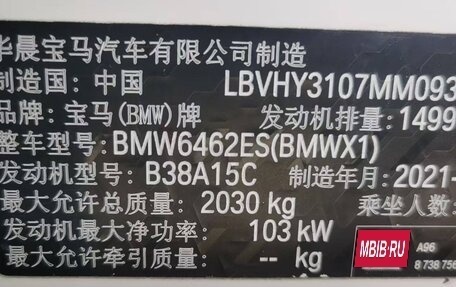 华晨宝马汽车有限公司制造
制造国: 中国 LBVHY3107MM093
品牌: 宝马(BMW)牌 发动机排量: 1499
整车型号: BMW6462ES(BMWX1)
发动机型号: B38A15C 制造年月: 2021-
最大允许总质量: 2030 kg 乘坐人数:
发动机最大净功率: 103 kW
最大允许牵引质量: -- kg
MBIB.RU
A96
8 738 756